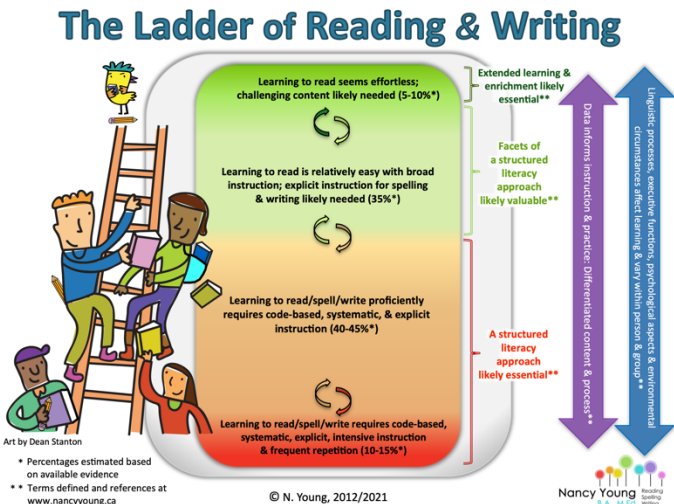 The Ladder of Reading & Writing
Learning to read seems effortless;
challenging content likely needed (5-10%*)
Learning to read is relatively easy with broad
instruction; explicit instruction for spelling
& writing likely needed (35%*)
Learning to read/spell/write proficiently
requires code-based, systematic, & explicit
instruction (40-45%*)
Learning to read/spell/write requires code-based,
systematic, explicit, intensive instruction
& frequent repetition (10-15%*)
Extended learning &
enrichment likely
essential**
Facets of
a structured
literacy
approach
likely valuable**
A structured
literacy
approach
likely essential**
Data informs instruction & practice: Differentiated content & process**
Linguistic processes, executive functions, psychological aspects & environmental
circumstances affect learning & vary within person & group**
Art by Dean Stanton
* Percentages estimated based
on available evidence
** Terms defined and references at
www.nancyyoung.ca
© N. Young, 2012/2021
Nancy Young
B.A., M.Ed.
Reading
Spelling
Writing